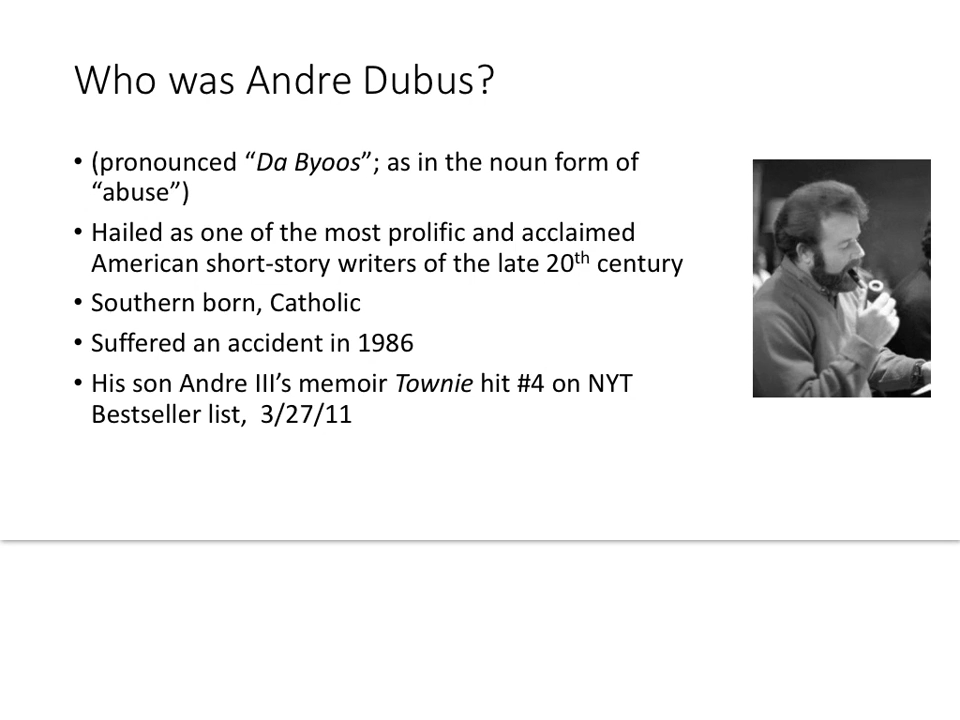 Who was Andre Dubus?
• (pronounced “Da Byoos”; as in the noun form of
“abuse”)
• Hailed as one of the most prolific and acclaimed
American short-story writers of the late 20th century
• Southern born, Catholic
• Suffered an accident in 1986
• His son Andre III’s memoir Townie hit #4 on NYT
Bestseller list,  3/27/11